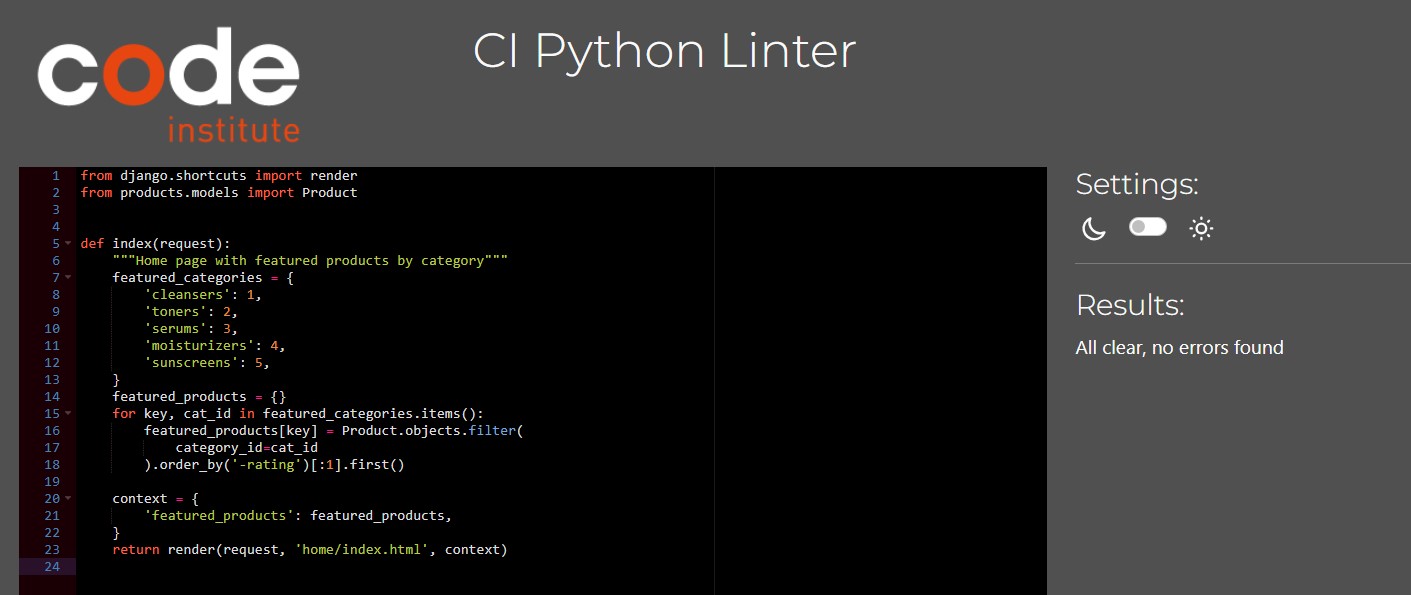 code
institute
CI Python Linter
1 from django.shortcuts import render
2 from products.models import Product
3
4
5 def index(request):
6     """Home page with featured products by category"""
7     featured_categories = {
8         'cleansers': 1,
9         'toners': 2,
10         'serums': 3,
11         'moisturizers': 4,
12         'sunscreens': 5,
13     }
14     featured_products = {}
15     for key, cat_id in featured_categories.items():
16         featured_products[key] = Product.objects.filter(
17             category_id=cat_id
18         ).order_by('-rating')[:1].first()
19
20     context = {
21         'featured_products': featured_products,
22     }
23     return render(request, 'home/index.html', context)
24
Settings:
Results:
All clear, no errors found